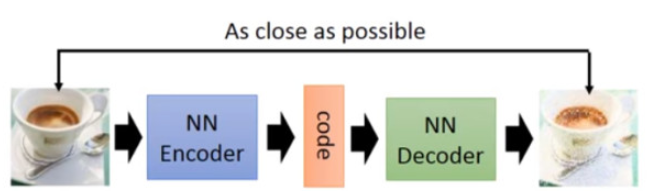 As close as possible
NN
Encoder
code
NN
Decoder